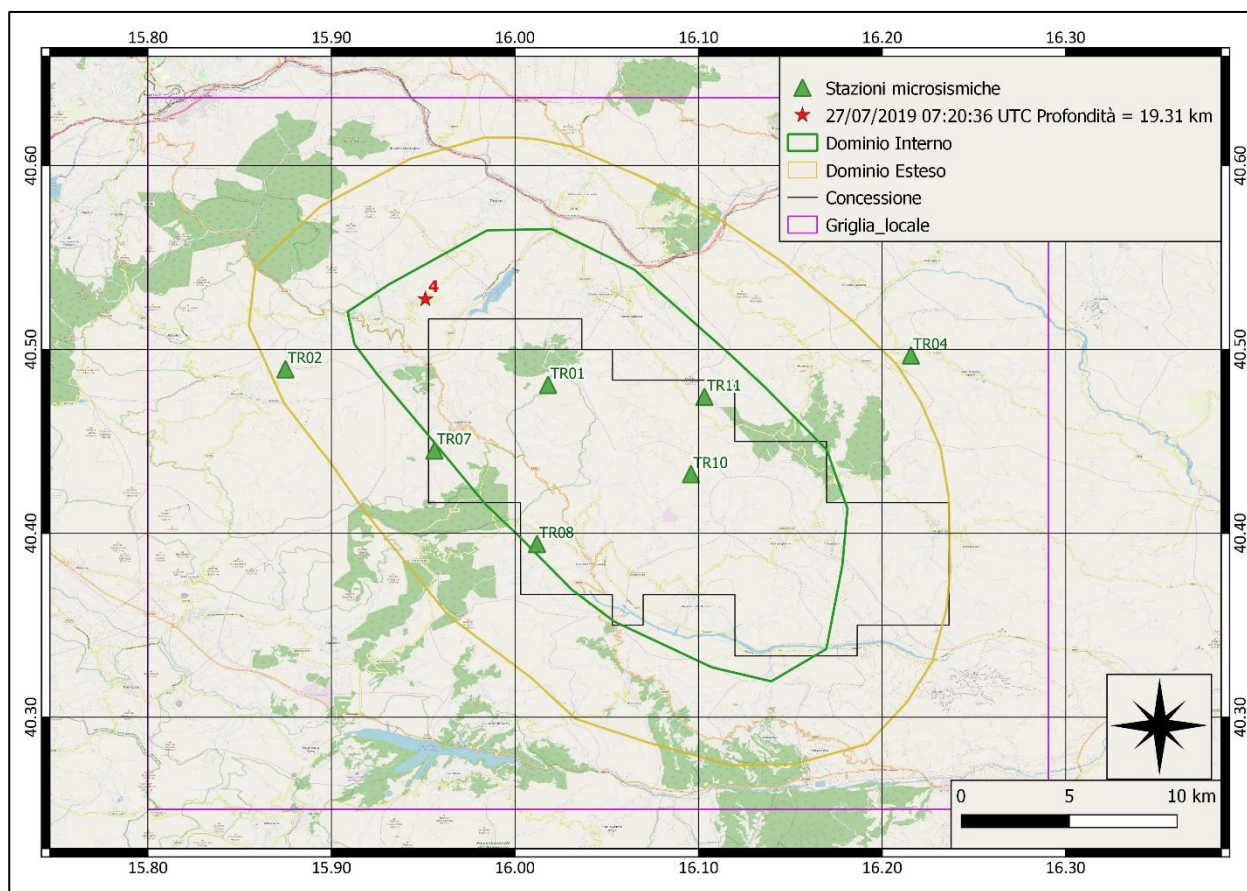 15.80 15.90 16.00 16.10 16.20 16.30
Stazioni microsismiche
27/07/2019 07:20:36 UTC Profondità = 19.31 km
Dominio Interno
Dominio Esteso
Concessione
Griglia_locale
40.60 40.60
4
40.50 40.50
TR02
TR01
TR04
TR11
TR07
TR10
40.40 40.40
TR08
40.30 40.30
0 5 10 km
15.80 15.90 16.00 16.10 16.20 16.30